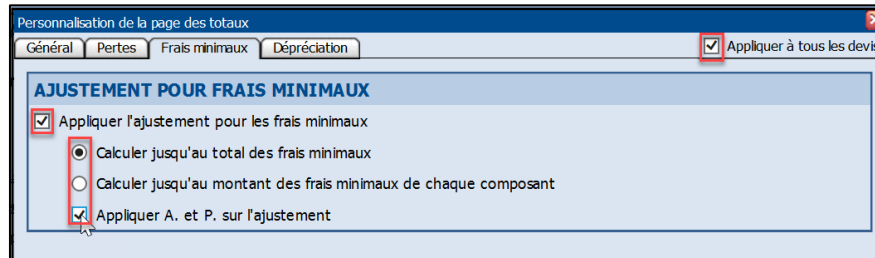 Personnalisation de la page des totaux
Général Pertes Frais minimaux Dépréciation Appliquer à tous les devis
AJUSTEMENT POUR FRAIS MINIMAUX
Appliquer l'ajustement pour les frais minimaux
Calculer jusqu'au total des frais minimaux
Calculer jusqu'au montant des frais minimaux de chaque composant
Appliquer A. et P. sur l'ajustement